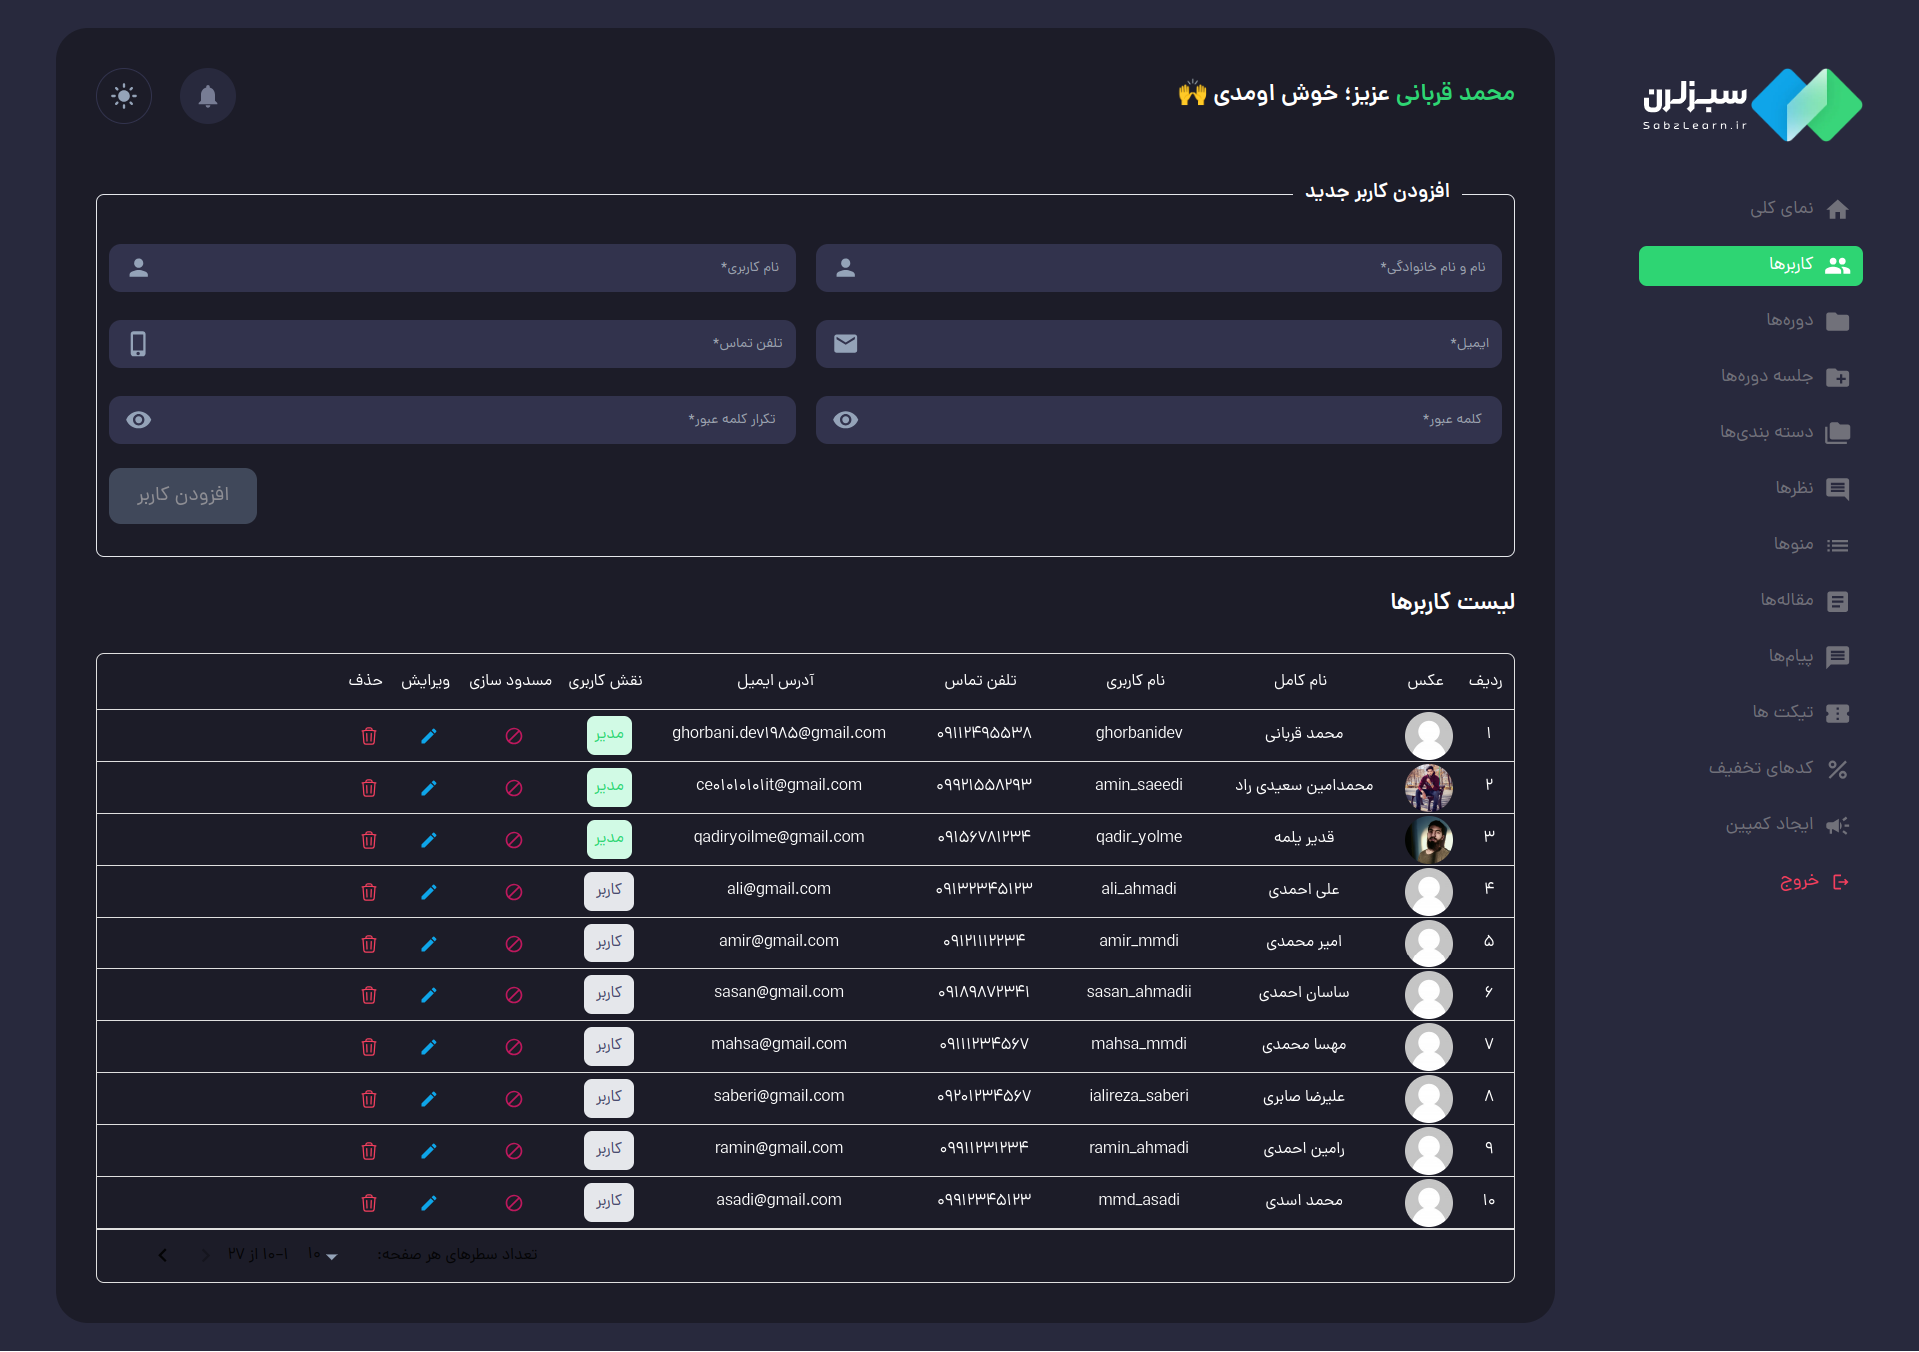 سبزلرن
SabzLearn.ir
نمای کلی
کاربرها
دوره‌ها
جلسه دوره‌ها
دسته بندی‌ها
نظرها
منوها
مقاله‌ها
پیام‌ها
تیکت ها
کدهای تخفیف
ایجاد کمپین
خروج
محمد قربانی عزیز؛ خوش اومدی 🙌
افزودن کاربر جدید
نام و نام خانوادگی*
نام کاربری*
ایمیل*
تلفن تماس*
کلمه عبور*
تکرار کلمه عبور*
افزودن کاربر
لیست کاربرها
ردیف عکس نام کامل نام کاربری تلفن تماس آدرس ایمیل نقش کاربری مسدود سازی ویرایش حذف
۱ محمد قربانی ghorbanidev ۰۹۱۱۲۴۹۵۵۳۸ ghorbani.dev۱۹۸۵@gmail.com مدیر
۲ محمدامین سعیدی راد amin_saeedi ۰۹۹۲۱۵۵۸۲۹۳ ce۰۱۰۱۰۱۰۱it@gmail.com مدیر
۳ قدیر یلمه qadir_yolme ۰۹۱۵۶۷۸۱۲۳۴ qadiryoilme@gmail.com مدیر
۴ علی احمدی ali_ahmadi ۰۹۱۳۲۳۴۵۱۲۳ ali@gmail.com کاربر
۵ امیر محمدی amir_mmdi ۰۹۱۲۱۱۱۲۲۳۴ amir@gmail.com کاربر
۶ ساسان احمدی sasan_ahmadii ۰۹۱۸۹۸۷۲۳۴۱ sasan@gmail.com کاربر
۷ مهسا محمدی mahsa_mmdi ۰۹۱۱۱۲۳۴۵۶۷ mahsa@gmail.com کاربر
۸ علیرضا صابری ialireza_saberi ۰۹۲۰۱۲۳۴۵۶۷ saberi@gmail.com کاربر
۹ رامین احمدی ramin_ahmadi ۰۹۹۱۱۲۳۱۲۳۴ ramin@gmail.com کاربر
۱۰ محمد اسدی mmd_asadi ۰۹۹۱۲۳۴۵۱۲۳ asadi@gmail.com کاربر
تعداد سطرهای هر صفحه: ۱۰ ۱–۱۰ از ۲۷